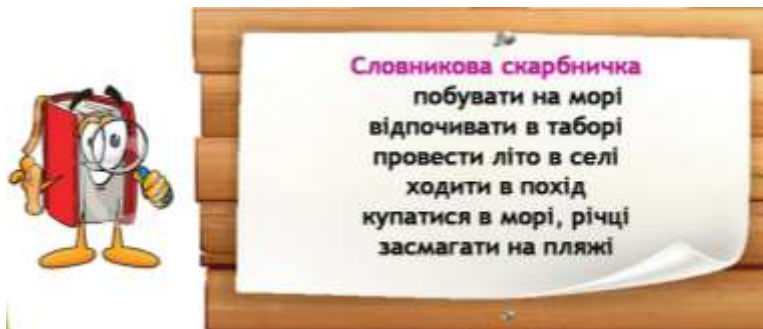 Словникова скарбничка
побувати на морі
відпочивати в таборі
провести літо в селі
ходити в похід
купатися в морі, річці
засмагати на пляжі